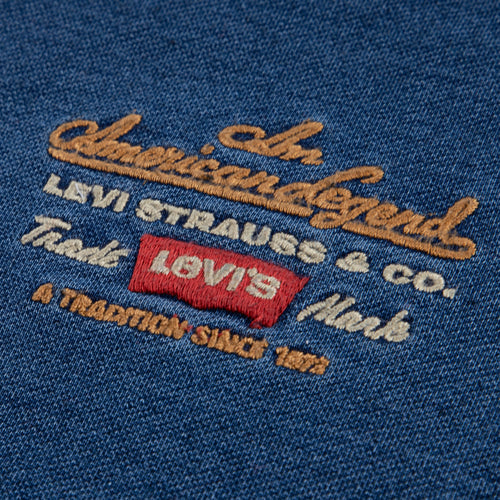 An
American Legend
LEVI STRAUSS & CO.
Trade LEVI'S Mark
A TRADITION SINCE 1873